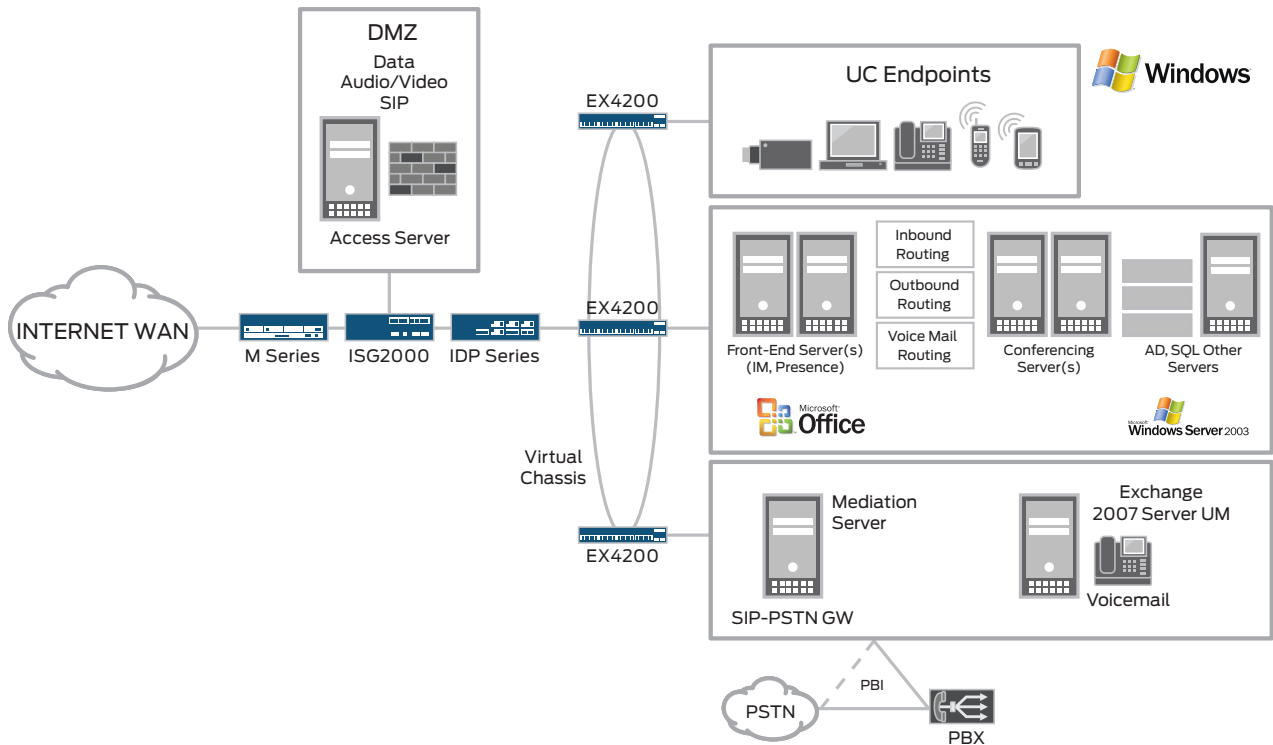 DMZ
Data
Audio/Video
SIP
Access Server
INTERNET WAN
M Series
ISG2000
IDP Series
EX4200
EX4200
EX4200
Virtual
Chassis
UC Endpoints
Windows
Front-End Server(s)
(IM, Presence)
Inbound
Routing
Outbound
Routing
Voice Mail
Routing
Conferencing
Server(s)
AD, SQL Other
Servers
Microsoft
Office
Microsoft
Windows Server 2003
Mediation
Server
SIP-PSTN GW
Exchange
2007 Server UM
Voicemail
PSTN
PBI
PBX